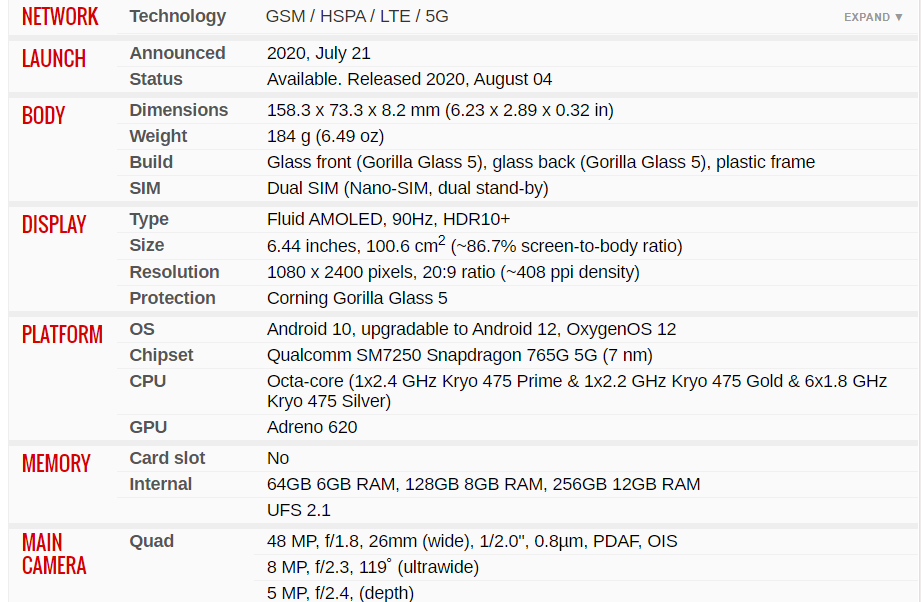 NETWORK Technology GSM / HSPA / LTE / 5G EXPAND ▼
LAUNCH Announced 2020, July 21
Status Available. Released 2020, August 04
BODY Dimensions 158.3 x 73.3 x 8.2 mm (6.23 x 2.89 x 0.32 in)
Weight 184 g (6.49 oz)
Build Glass front (Gorilla Glass 5), glass back (Gorilla Glass 5), plastic frame
SIM Dual SIM (Nano-SIM, dual stand-by)
DISPLAY Type Fluid AMOLED, 90Hz, HDR10+
Size 6.44 inches, 100.6 cm² (~86.7% screen-to-body ratio)
Resolution 1080 x 2400 pixels, 20:9 ratio (~408 ppi density)
Protection Corning Gorilla Glass 5
PLATFORM OS Android 10, upgradable to Android 12, OxygenOS 12
Chipset Qualcomm SM7250 Snapdragon 765G 5G (7 nm)
CPU Octa-core (1x2.4 GHz Kryo 475 Prime & 1x2.2 GHz Kryo 475 Gold & 6x1.8 GHz
Kryo 475 Silver)
GPU Adreno 620
MEMORY Card slot No
Internal 64GB 6GB RAM, 128GB 8GB RAM, 256GB 12GB RAM
UFS 2.1
MAIN CAMERA Quad 48 MP, f/1.8, 26mm (wide), 1/2.0", 0.8µm, PDAF, OIS
8 MP, f/2.3, 119˚ (ultrawide)
5 MP, f/2.4, (depth)